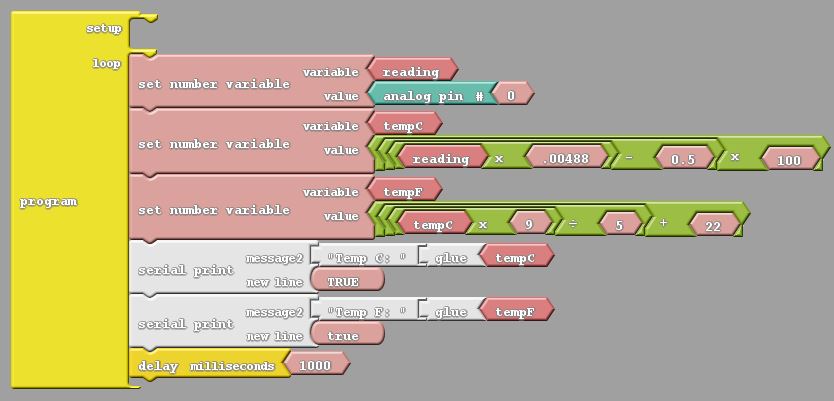 setup
loop
program
set number variable
variable reading
value analog pin # 0
set number variable
variable tempC
value reading x .00488 - 0.5 x 100
set number variable
variable tempF
value tempC x 9 ÷ 5 + 22
serial print
message2 "Temp C: " glue tempC
new line TRUE
serial print
message2 "Temp F: " glue tempF
new line true
delay milliseconds 1000